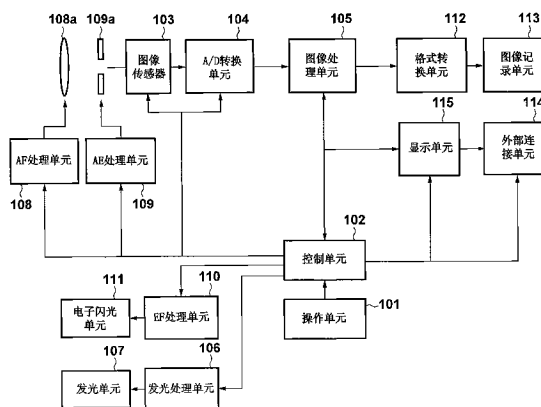 108a
109a
103
104
105
112
113
图像
传感器
A/D转换
单元
图像处理
单元
格式转
换单元
图像记
录单元
115
114
显示单元
外部连
接单元
AF处理单元
AE处理单元
108
109
102
控制单元
111
110
电子闪光
单元
EF处理单元
101
操作单元
107
106
发光单元
发光处理单元